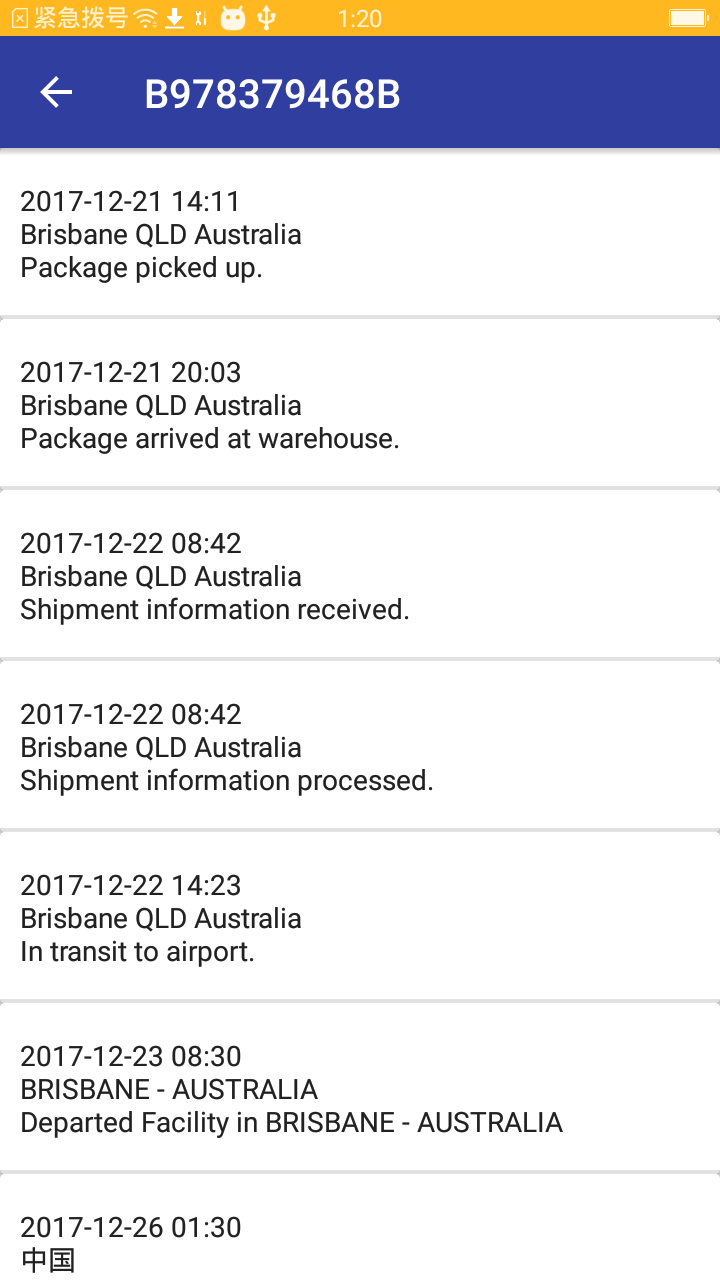 紧急拨号
1:20
B978379468B
2017-12-21 14:11
Brisbane QLD Australia
Package picked up.
2017-12-21 20:03
Brisbane QLD Australia
Package arrived at warehouse.
2017-12-22 08:42
Brisbane QLD Australia
Shipment information received.
2017-12-22 08:42
Brisbane QLD Australia
Shipment information processed.
2017-12-22 14:23
Brisbane QLD Australia
In transit to airport.
2017-12-23 08:30
BRISBANE - AUSTRALIA
Departed Facility in BRISBANE - AUSTRALIA
2017-12-26 01:30
中国